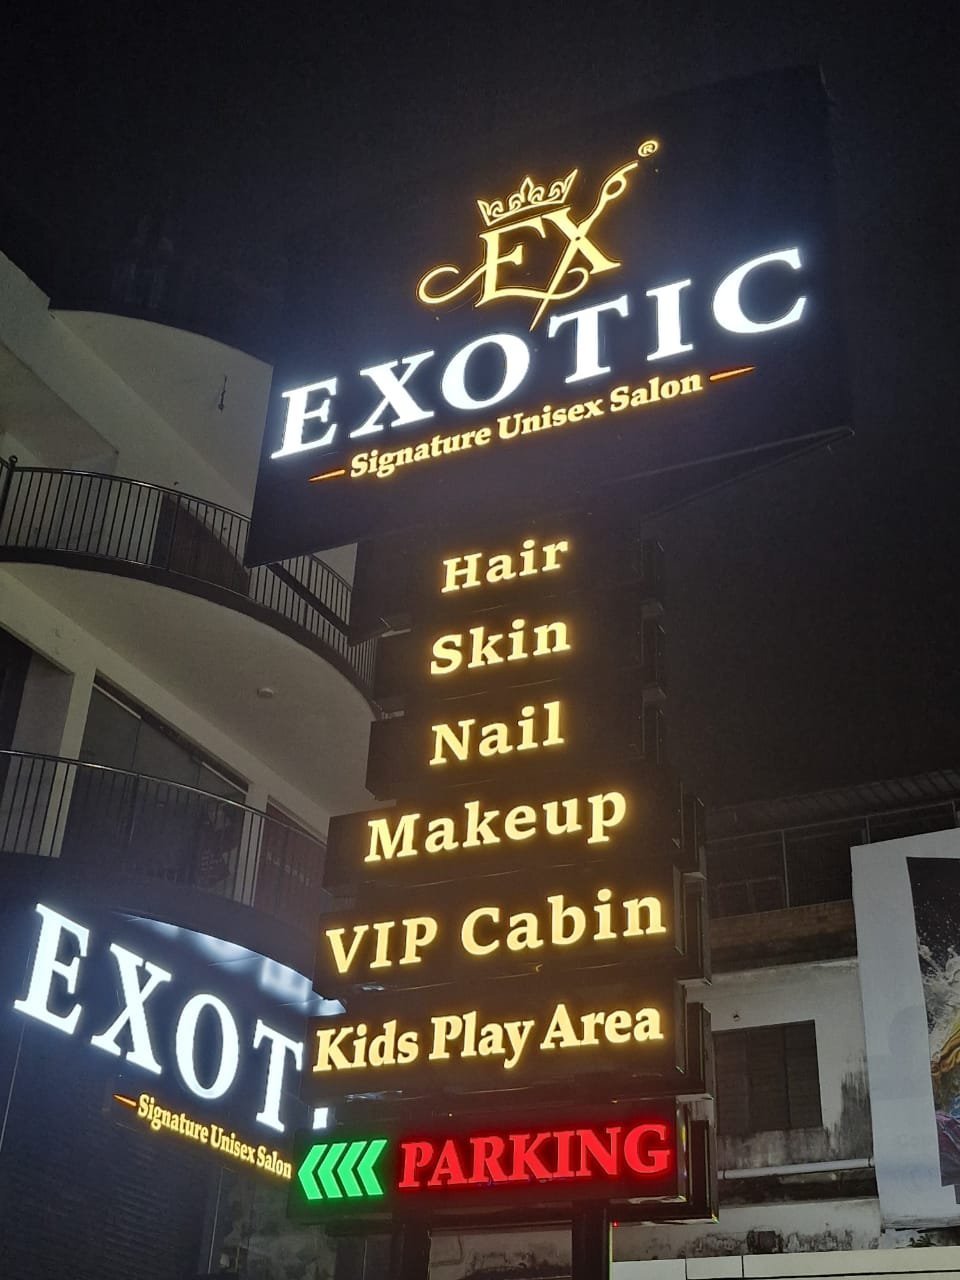 EX®
EXOTIC
Signature Unisex Salon
Hair
Skin
Nail
Makeup
VIP Cabin
Kids Play Area
PARKING
EXOT
Signature Unisex Salon